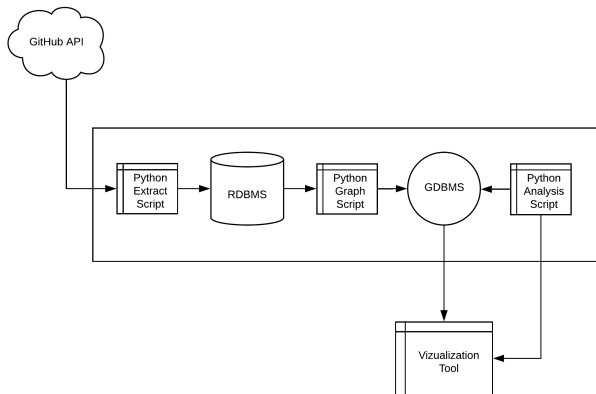 GitHub API
Python
Extract
Script
RDBMS
Python
Graph
Script
GDBMS
Python
Analysis
Script
Vizualization
Tool